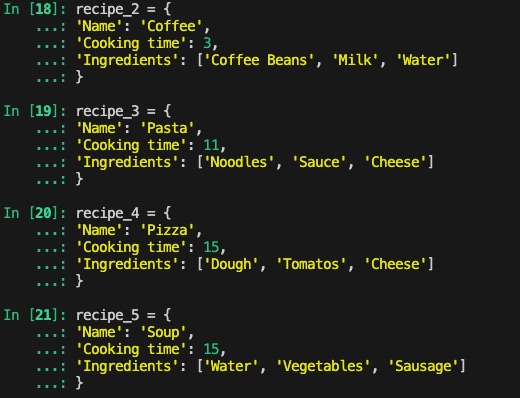 In [18]: recipe_2 = {
...: 'Name': 'Coffee',
...: 'Cooking time': 3,
...: 'Ingredients': ['Coffee Beans', 'Milk', 'Water']
...: }
In [19]: recipe_3 = {
...: 'Name': 'Pasta',
...: 'Cooking time': 11,
...: 'Ingredients': ['Noodles', 'Sauce', 'Cheese']
...: }
In [20]: recipe_4 = {
...: 'Name': 'Pizza',
...: 'Cooking time': 15,
...: 'Ingredients': ['Dough', 'Tomatos', 'Cheese']
...: }
In [21]: recipe_5 = {
...: 'Name': 'Soup',
...: 'Cooking time': 15,
...: 'Ingredients': ['Water', 'Vegetables', 'Sausage']
...: }